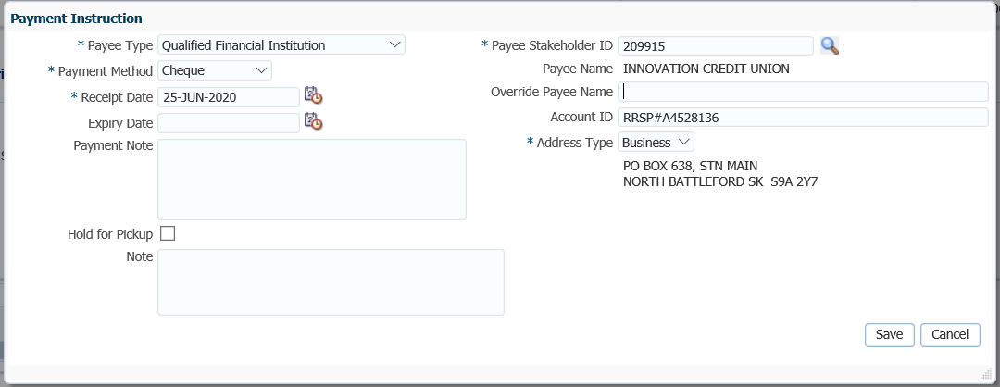 Payment Instruction
* Payee Type Qualified Financial Institution
* Payment Method Cheque
* Receipt Date 25-JUN-2020
Expiry Date
Payment Note
Hold for Pickup
Note
* Payee Stakeholder ID 209915
Payee Name INNOVATION CREDIT UNION
Override Payee Name
Account ID RRSP#A4528136
* Address Type Business
PO BOX 638, STN MAIN
NORTH BATTLEFORD SK S9A 2Y7
Save Cancel